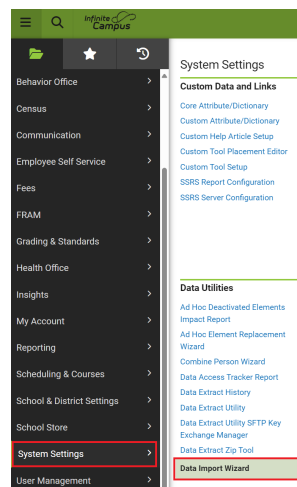 Infinite
Campus
System Settings
Behavior Office
Census
Communication
Employee Self Service
Fees
FRAM
Grading & Standards
Health Office
Insights
My Account
Reporting
Scheduling & Courses
School & District Settings
School Store
System Settings
User Management
Custom Data and Links
Core Attribute/Dictionary
Custom Attribute/Dictionary
Custom Help Article Setup
Custom Tool Placement Editor
Custom Tool Setup
SSRS Report Configuration
SSRS Server Configuration
Data Utilities
Ad Hoc Deactivated Elements
Impact Report
Ad Hoc Element Replacement
Wizard
Combine Person Wizard
Data Access Tracker Report
Data Extract History
Data Extract Utility
Data Extract Utility SFTP Key
Exchange Manager
Data Extract Zip Tool
Data Import Wizard